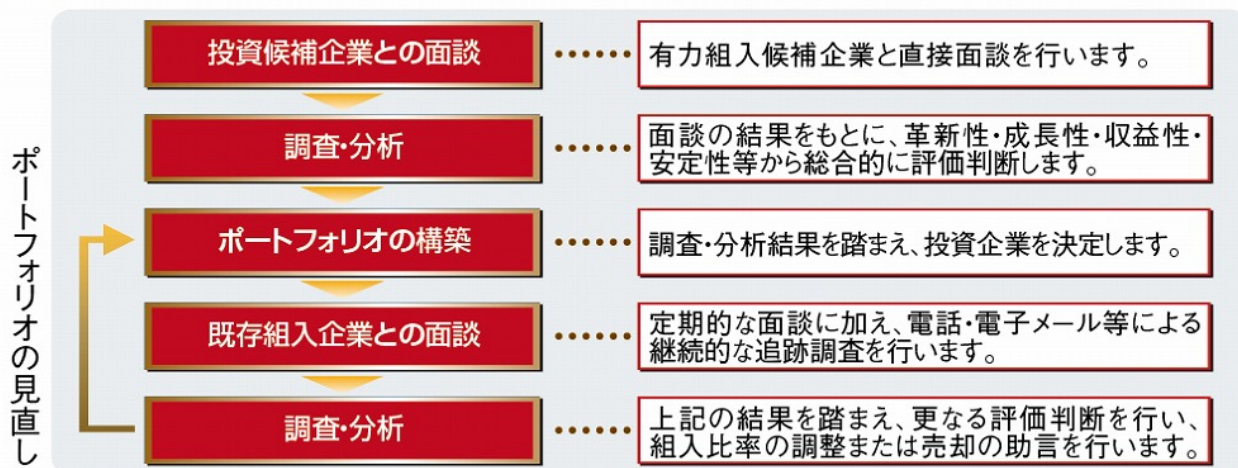 投資候補企業との面談
有力組入候補企業と直接面談を行います。
調査・分析
面談の結果をもとに、革新性・成長性・収益性・
安定性等から総合的に評価判断します。
ポートフォリオの構築
調査・分析結果を踏まえ、投資企業を決定します。
既存組入企業との面談
定期的な面談に加え、電話・電子メール等による
継続的な追跡調査を行います。
調査・分析
上記の結果を踏まえ、更なる評価判断を行い、
組入比率の調整または売却の助言を行います。
ポートフォリオの見直し